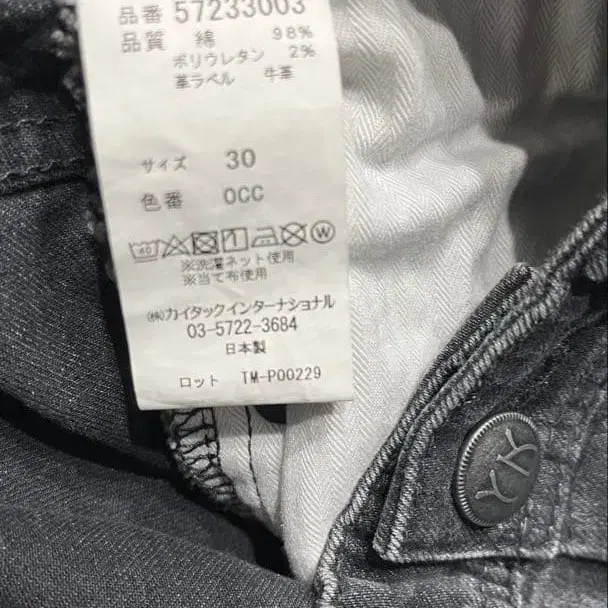 品番 57233003
品質 綿 98%
ポリウレタン 2%
革ラベル 牛革
サイズ 30
色番 OCC
40 W
※洗濯ネット使用
※当て布使用
㈱カイタックインターナショナル
03-5722-3684
日本製
ロット TM-P00229
YK